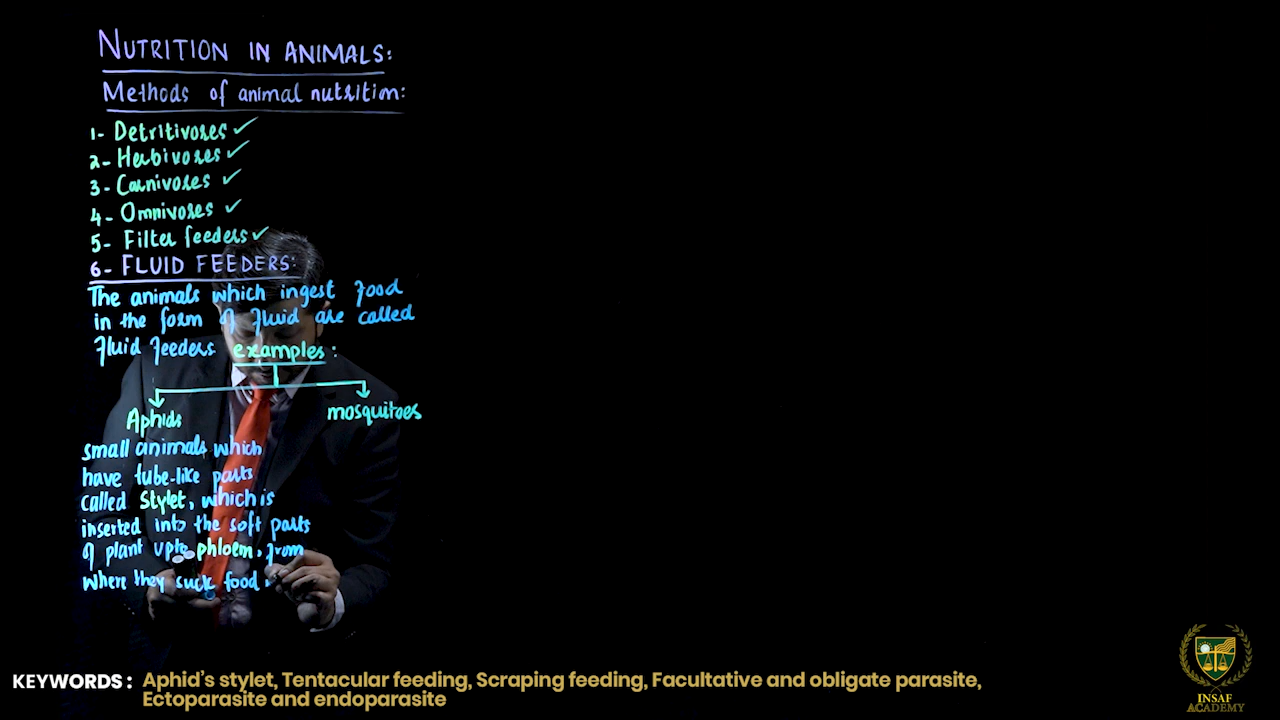 NUTRITION IN ANIMALS:
Methods of animal nutrition:
1- Detritivores ✓
2- Herbivores ✓
3- Carnivores ✓
4- Omnivores ✓
5- Filter feeders ✓
6- FLUID FEEDERS:
The animals which ingest food
in the form of fluid are called
fluid feeders examples:
Aphids mosquitoes
small animals which
have tube-like parts
called Stylet, which is
inserted into the soft parts
of plant upto phloem, from
where they suck food.
KEYWORDS: Aphid's stylet, Tentacular feeding, Scraping feeding, Facultative and obligate parasite,
Ectoparasite and endoparasite
INSAF
ACADEMY